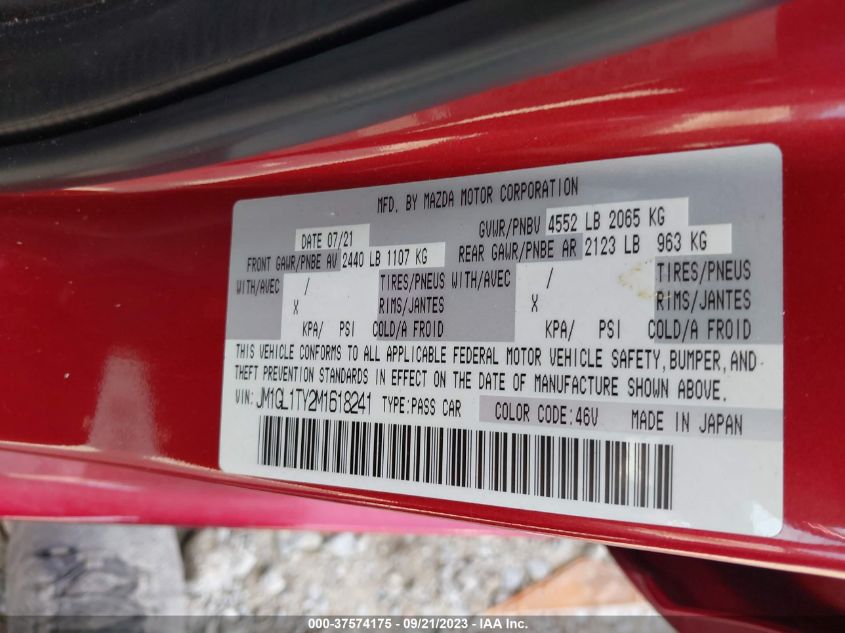 MFD. BY MAZDA MOTOR CORPORATION
DATE 07/21 GVWR/PNBV 4552 LB 2065 KG
FRONT GAWR/PNBE AV 2440 LB 1107 KG REAR GAWR/PNBE AR 2123 LB 963 KG
WITH/AVEC / TIRES/PNEUS WITH/AVEC / TIRES/PNEUS
X RIMS/JANTES X RIMS/JANTES
KPA/ PSI COLD/A FROID KPA/ PSI COLD/A FROID
THIS VEHICLE CONFORMS TO ALL APPLICABLE FEDERAL MOTOR VEHICLE SAFETY, BUMPER, AND
THEFT PREVENTION STANDARDS IN EFFECT ON THE DATE OF MANUFACTURE SHOWN ABOVE.
VIN: JM1GL1TY2M1618241 TYPE:PASS CAR COLOR CODE:46V MADE IN JAPAN
000-37574175 - 09/21/2023 - IAA Inc.